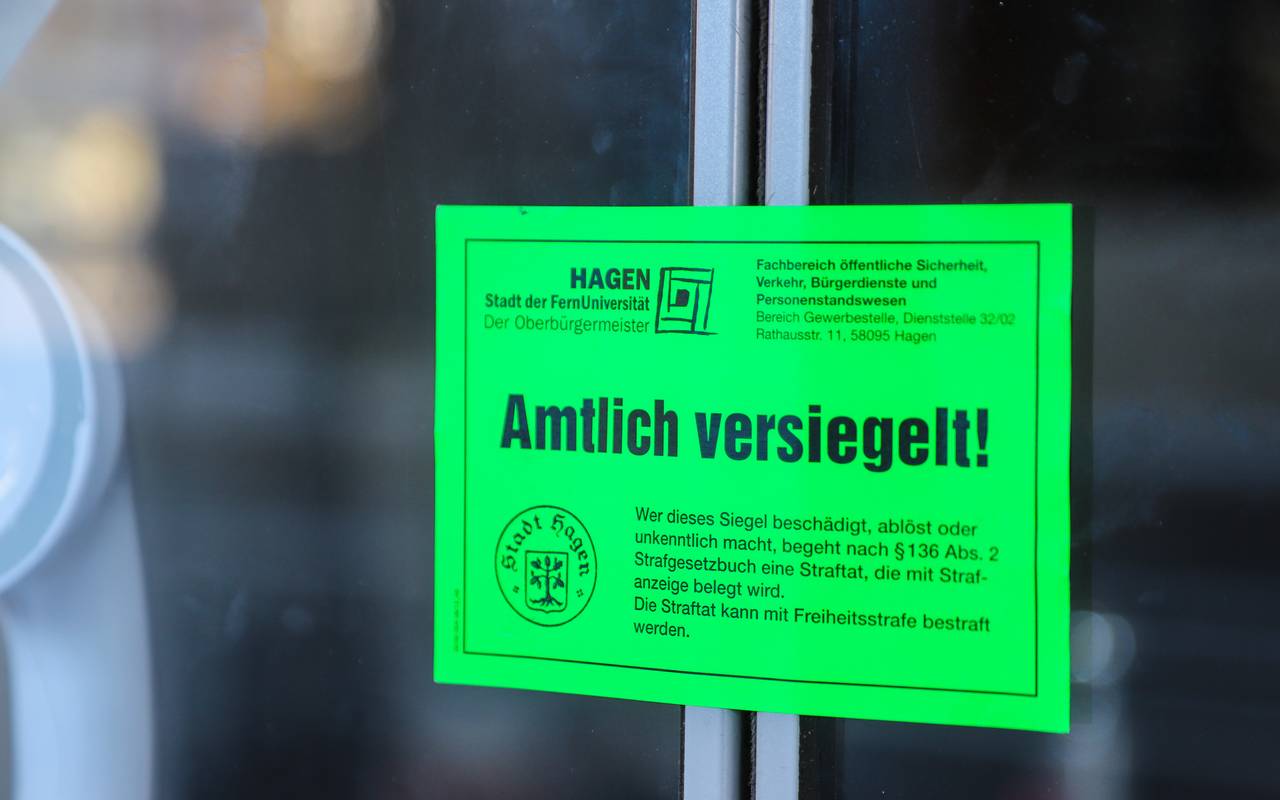 HAGEN
Stadt der FernUniversität
Der Oberbürgermeister
Fachbereich öffentliche Sicherheit,
Verkehr, Bürgerdienste und
Personenstandswesen
Bereich Gewerbestelle, Dienststelle 32/02
Rathausstr. 11, 58095 Hagen
Amtlich versiegelt!
Stadt Hagen
Wer dieses Siegel beschädigt, ablöst oder
unkenntlich macht, begeht nach §136 Abs. 2
Strafgesetzbuch eine Straftat, die mit Straf-
anzeige belegt wird.
Die Straftat kann mit Freiheitsstrafe bestraft
werden.